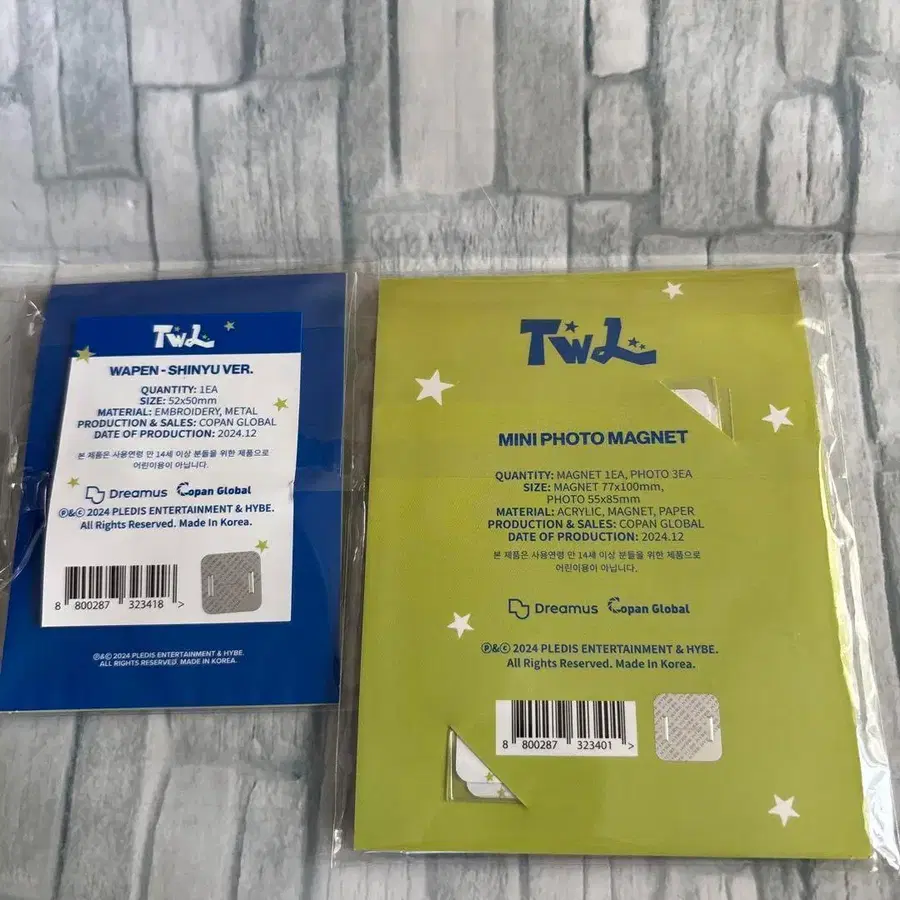 TWL
WAPEN - SHINYU VER.
QUANTITY: 1EA
SIZE: 52x50mm
MATERIAL: EMBROIDERY, METAL
PRODUCTION & SALES: COPAN GLOBAL
DATE OF PRODUCTION: 2024.12
본 제품은 사용연령 만 14세 이상 분들을 위한 제품으로
어린이용이 아닙니다.
Dreamus Copan Global
℗&© 2024 PLEDIS ENTERTAINMENT & HYBE.
All Rights Reserved. Made In Korea.
8 800287 323418 >
℗&© 2024 PLEDIS ENTERTAINMENT & HYBE.
ALL RIGHTS RESERVED. MADE IN KOREA.
TWL
MINI PHOTO MAGNET
QUANTITY: MAGNET 1EA, PHOTO 3EA
SIZE: MAGNET 77x100mm,
PHOTO 55x85mm
MATERIAL: ACRYLIC, MAGNET, PAPER
PRODUCTION & SALES: COPAN GLOBAL
DATE OF PRODUCTION: 2024.12
본 제품은 사용연령 만 14세 이상 분들을 위한 제품으로
어린이용이 아닙니다.
Dreamus Copan Global
℗&© 2024 PLEDIS ENTERTAINMENT & HYBE.
All Rights Reserved. Made In Korea.
8 800287 323401 >